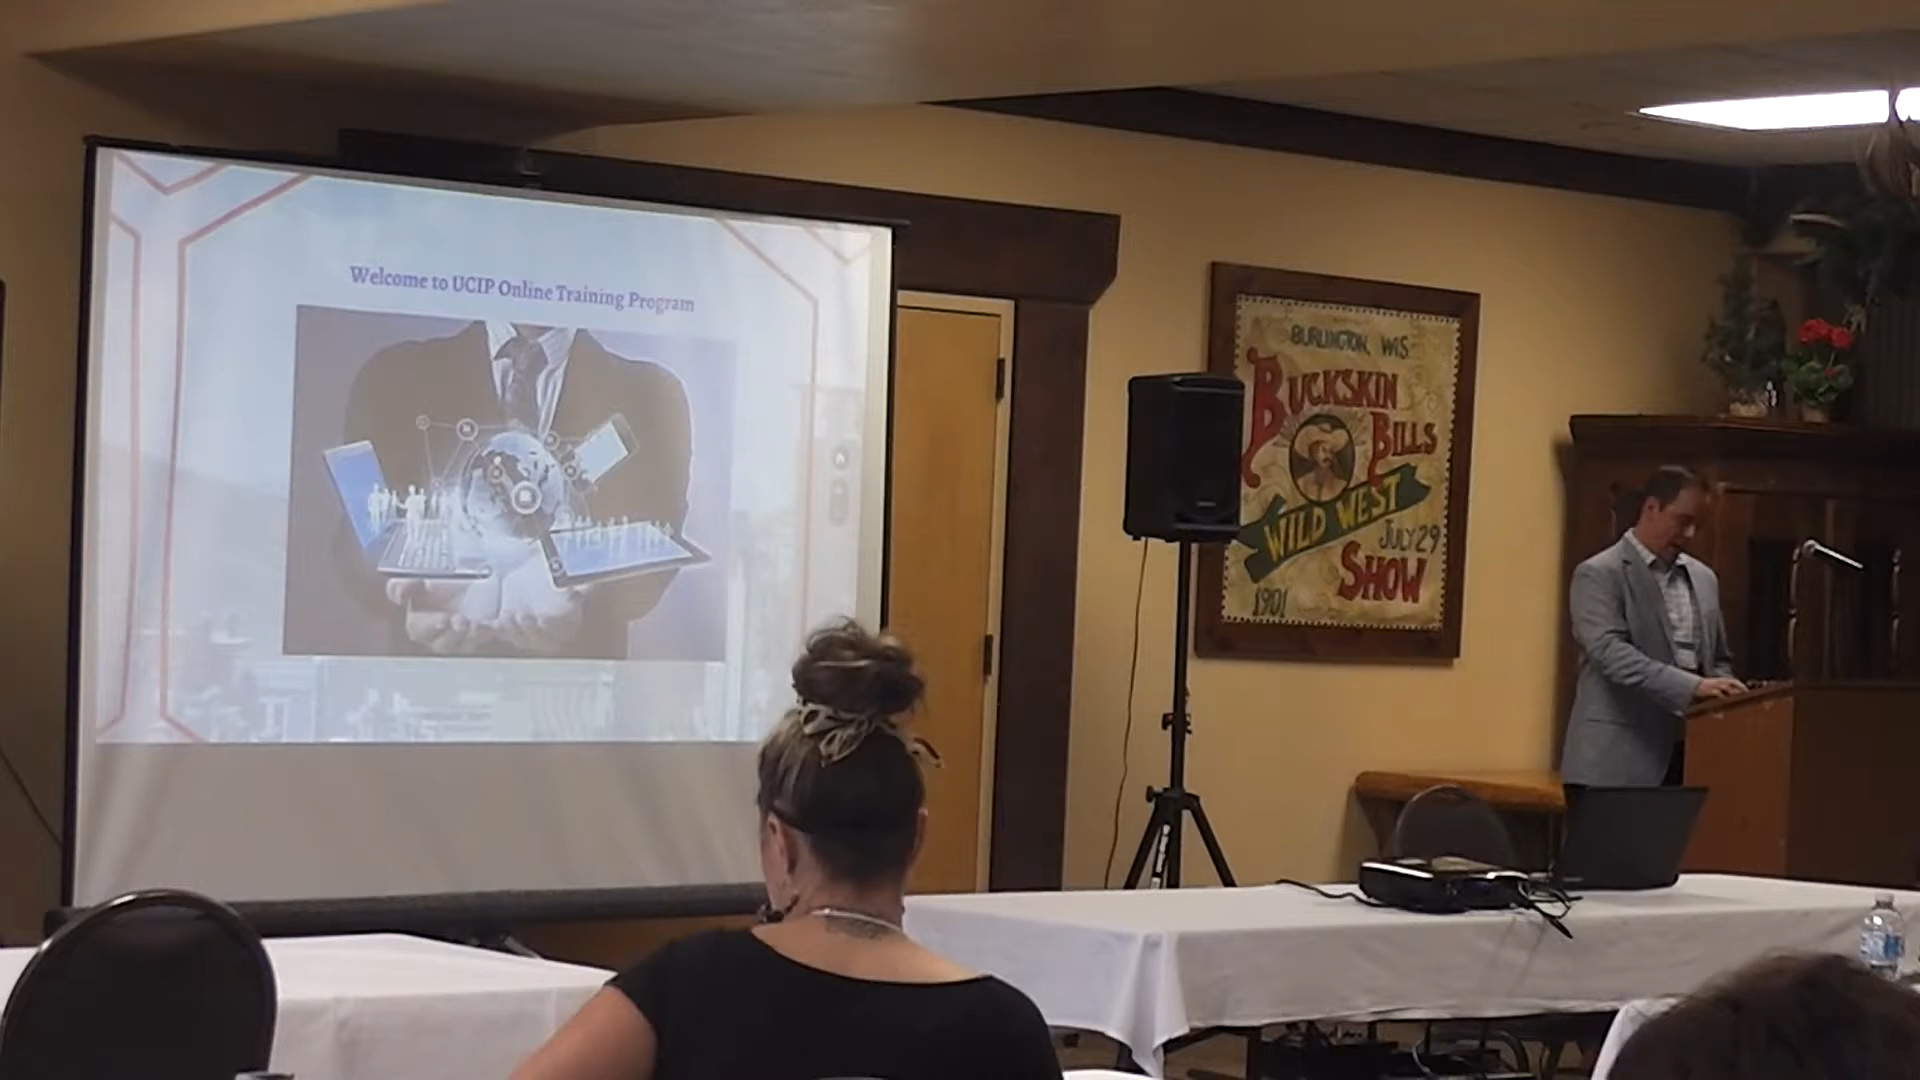 Welcome to UCIP Online Training Program
BURLINGTON, WIS
BUCKSKIN
BILLS
WILD WEST
JULY 29
SHOW
1901